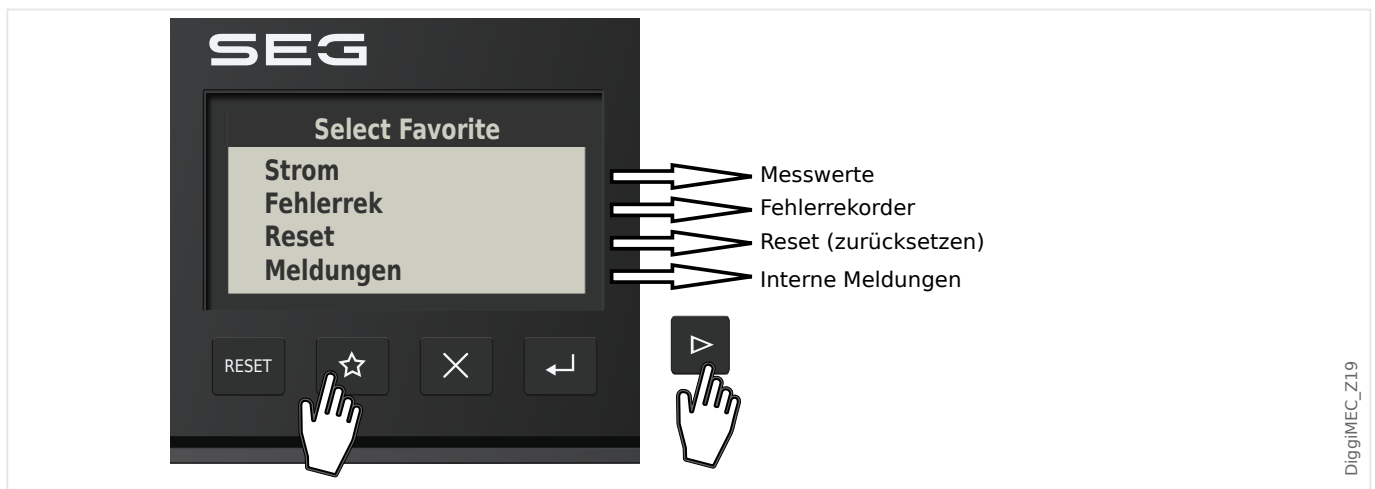 SEG
Select Favorite
Strom
Fehlerrek
Reset
Meldungen
Messwerte
Fehlerrekorder
Reset (zurücksetzen)
Interne Meldungen
RESET
DiggiMEC_Z19